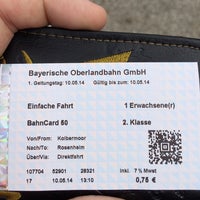 Bayerische Oberlandbahn GmbH
1. Geltungstag: 10.05.14 Gültig bis zum: 10.05.14
Einfache Fahrt 1 Erwachsene(r)
BahnCard 50 2. Klasse
Von/From: Kolbermoor
Nach/To: Rosenheim
Über/Via: Direktfahrt
107704 52901 28321 inkl. 7 % Mwst
17 Card 10.05.14 13:10 0,75 €